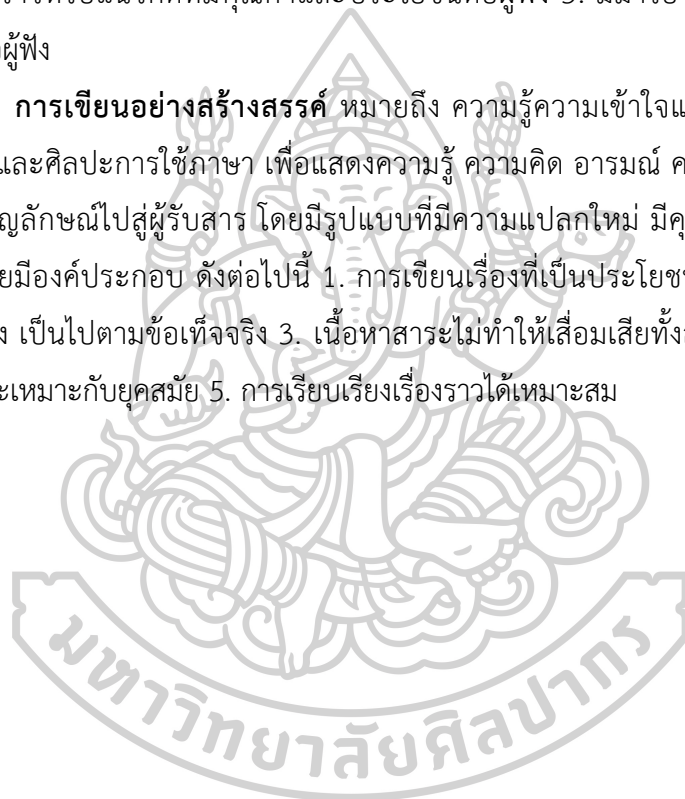 ผู้ฟัง
การเขียนอย่างสร้างสรรค์ หมายถึง ความรู้ความเข้าใจแ
และศิลปะการใช้ภาษา เพื่อแสดงความรู้ ความคิด อารมณ์ ค
ญลักษณ์ไปสู่ผู้รับสาร โดยมีรูปแบบที่มีความแปลกใหม่ มีคุ
ยมีองค์ประกอบ ดังต่อไปนี้ 1. การเขียนเรื่องที่เป็นประโยช
ง เป็นไปตามข้อเท็จจริง 3. เนื้อหาสาระไม่ทำให้เสื่อมเสียทั้ง
ะเหมาะกับยุคสมัย 5. การเรียบเรียงเรื่องราวได้เหมาะสม
มหาวิทยาลัยศิลปากร